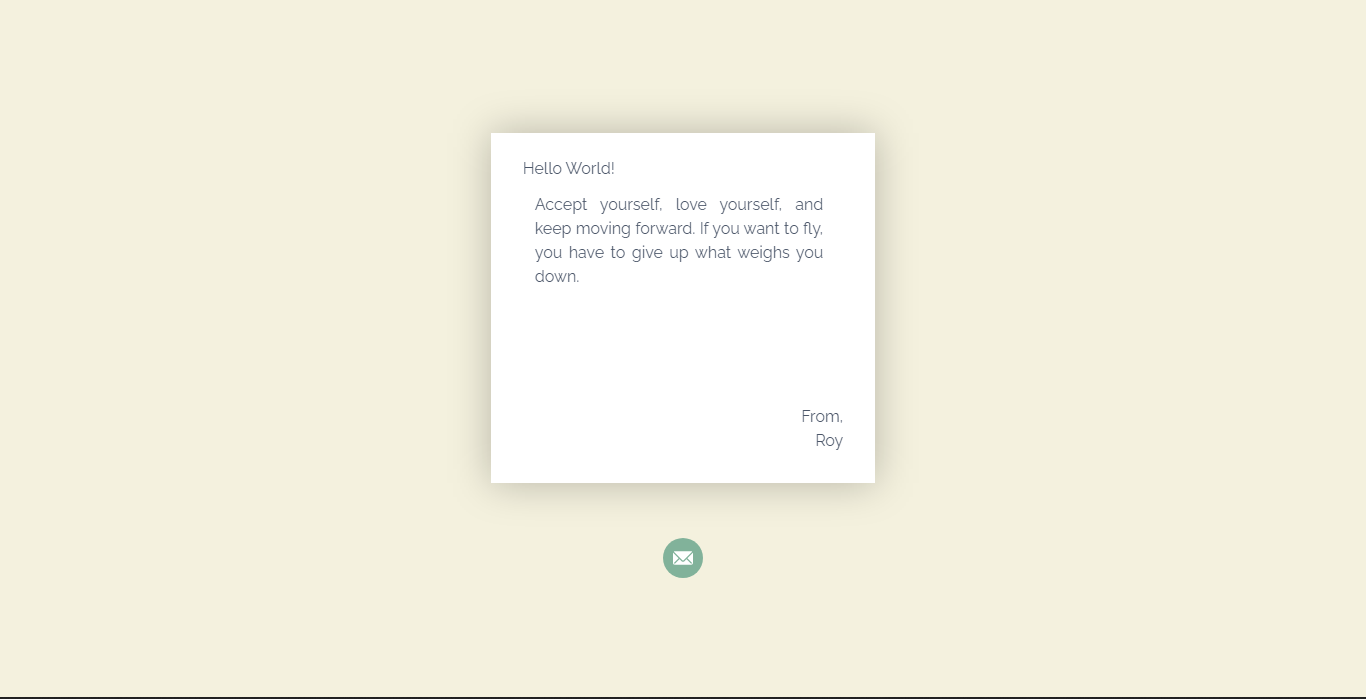 Hello World!
Accept yourself, love yourself, and
keep moving forward. If you want to fly,
you have to give up what weighs you
down.
From,
Roy